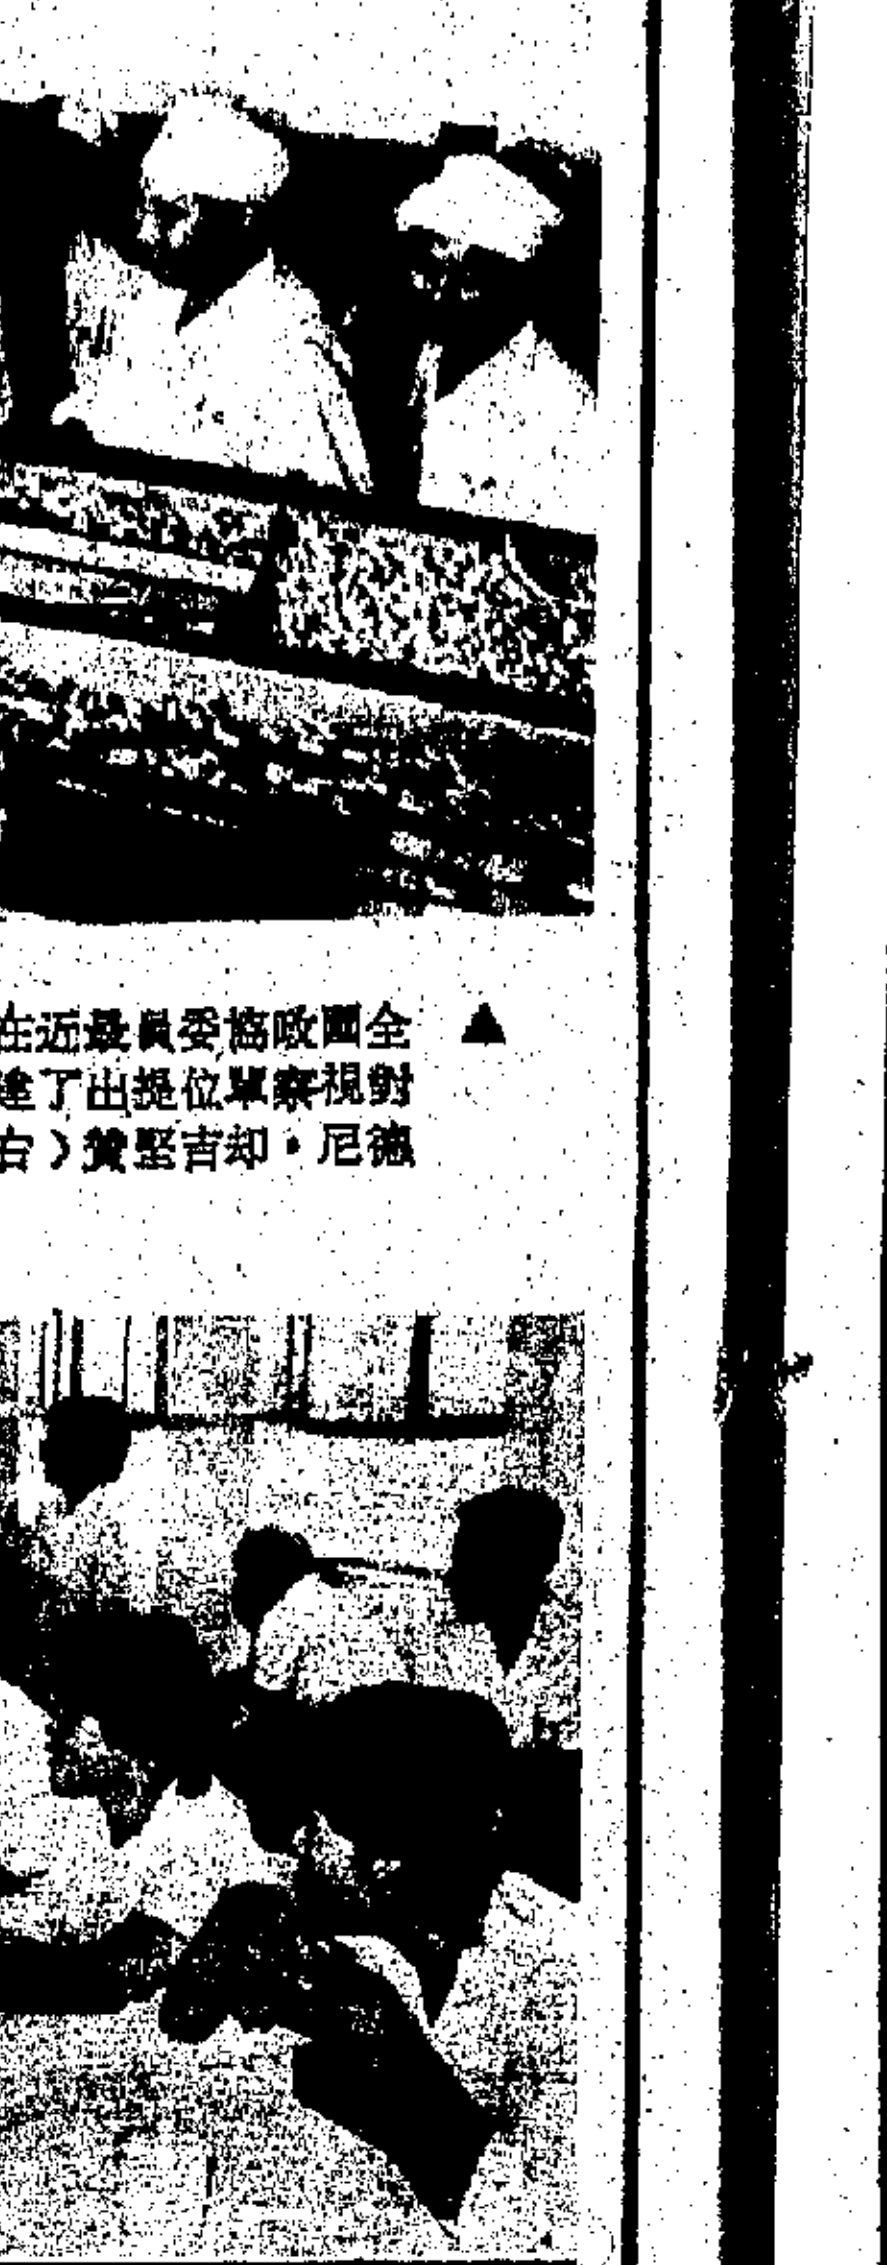 ▲全國政協委員最近在
對視察單位提出了建
德尼·却吉堅贊（右